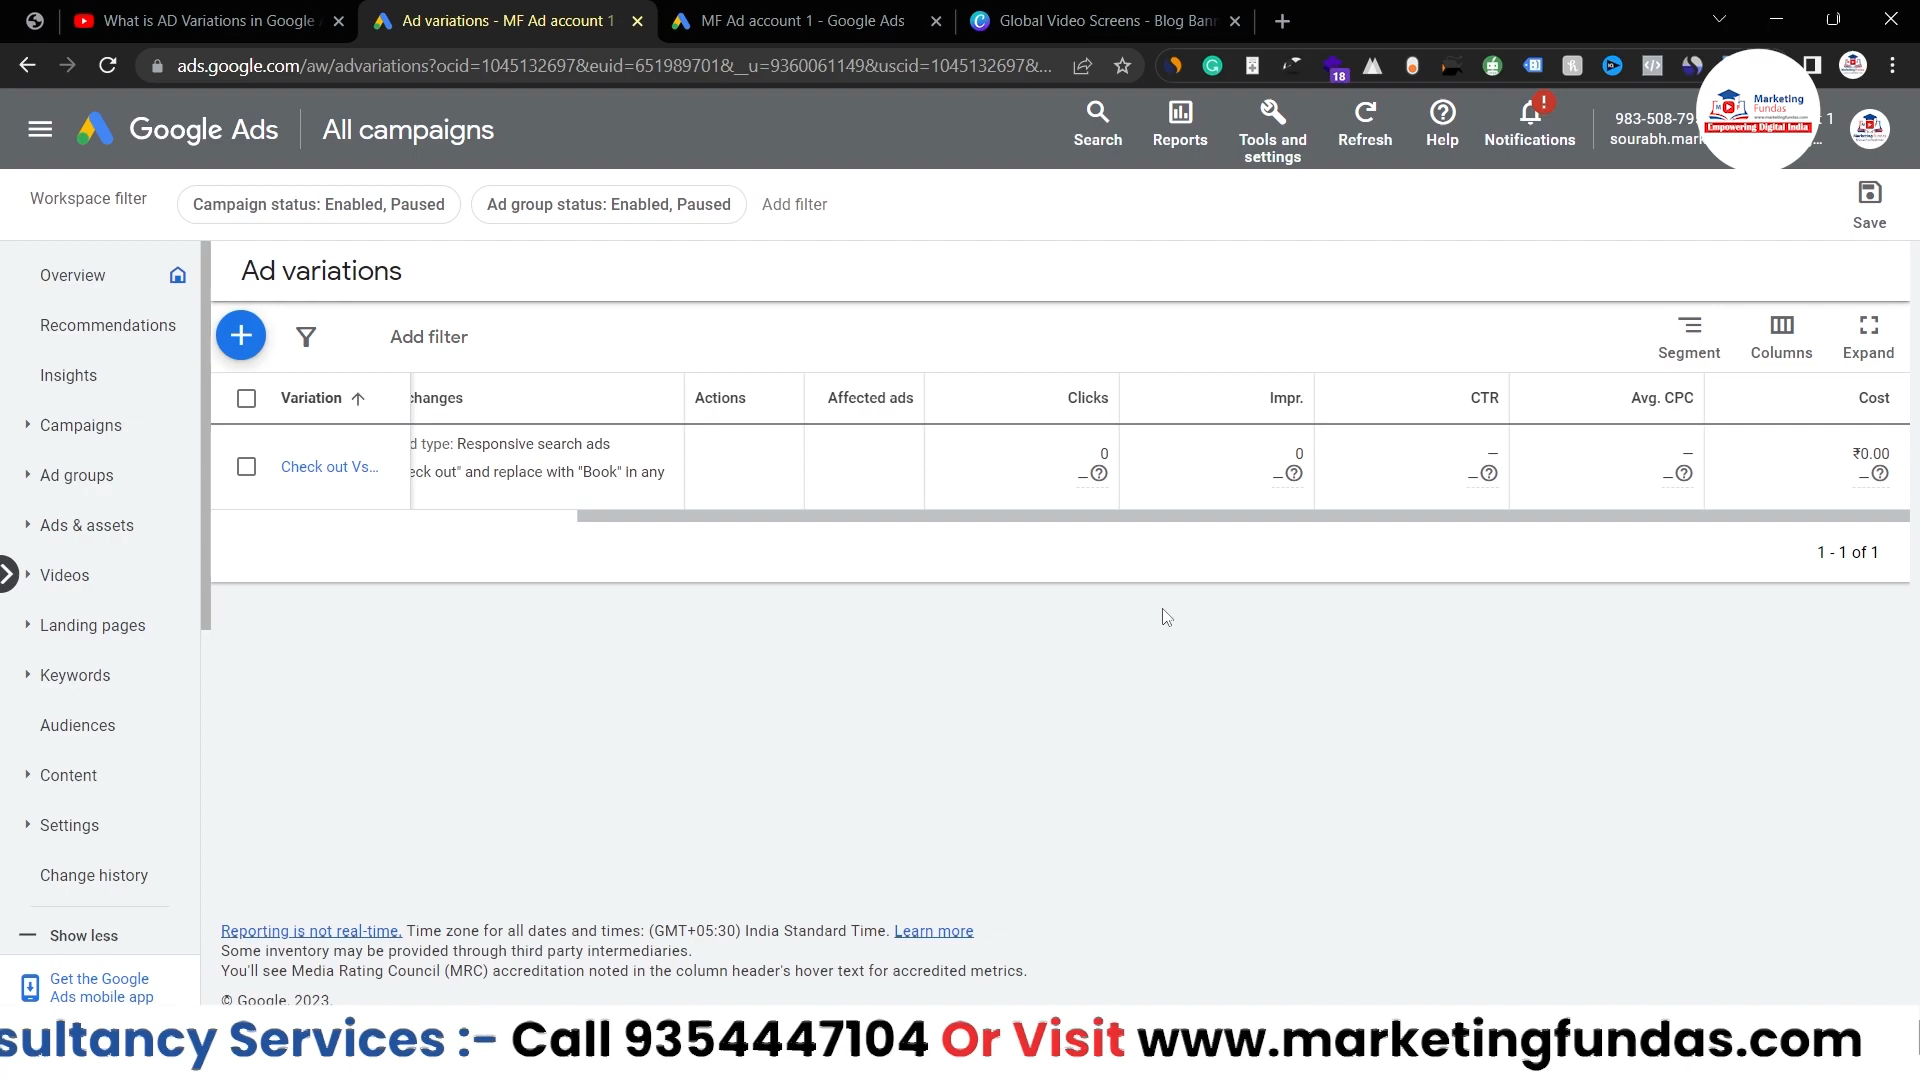 What is AD Variations in Google
Ad variations - MF Ad account 1
MF Ad account 1 - Google Ads
Global Video Screens - Blog Bann
ads.google.com/aw/advariations?ocid=1045132697&euid=651989701&__u=9360061149&uscid=1045132697&...
18
Google Ads
All campaigns
Search
Reports
Tools and settings
Refresh
Help
Notifications
!
983-508-79
1
sourabh.mark
...
Marketing
Fundas
www.marketingfundas.com
Empowering Digital India
Workspace filter
Campaign status: Enabled, Paused
Ad group status: Enabled, Paused
Add filter
Save
Overview
Recommendations
Insights
Campaigns
Ad groups
Ads & assets
Videos
Landing pages
Keywords
Audiences
Content
Settings
Change history
Show less
Get the Google
Ads mobile app
Ad variations
Add filter
Segment
Columns
Expand
Variation
changes
Actions
Affected ads
Clicks
Impr.
CTR
Avg. CPC
Cost
Check out Vs...
d type: Responsive search ads
eck out" and replace with "Book" in any
0
0
—
—
₹0.00
–
–
–
–
–
1 - 1 of 1
Reporting is not real-time. Time zone for all dates and times: (GMT+05:30) India Standard Time. Learn more
Some inventory may be provided through third party intermediaries.
You'll see Media Rating Council (MRC) accreditation noted in the column header's hover text for accredited metrics.
© Google, 2023.
sultancy Services :- Call 9354447104 Or Visit www.marketingfundas.com